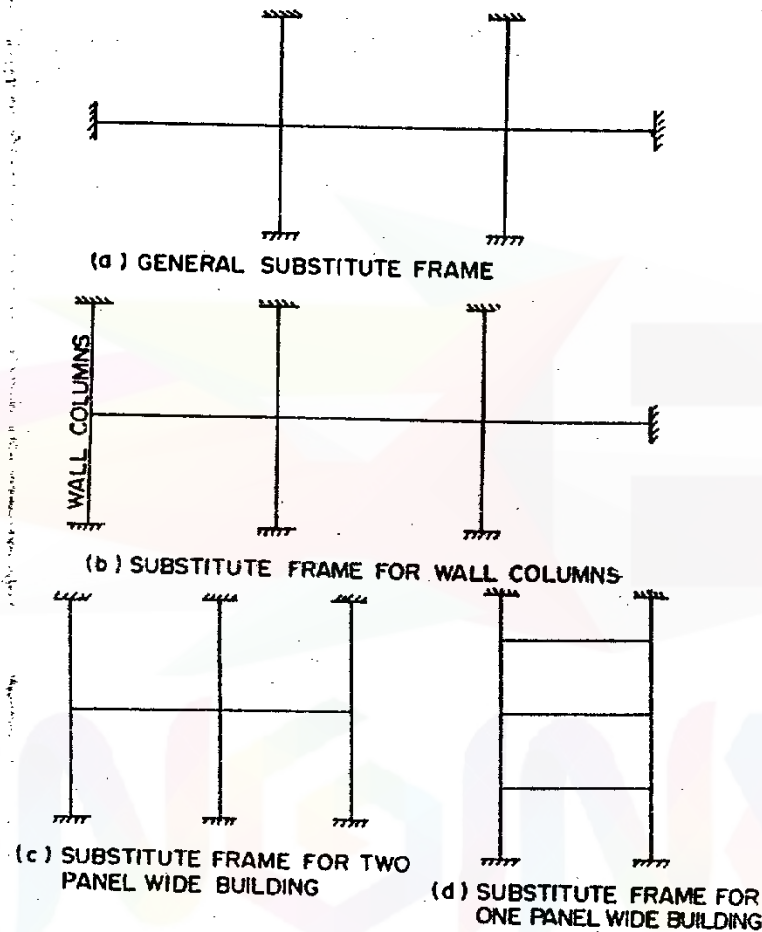 (a) GENERAL SUBSTITUTE FRAME
WALL COLUMNS
(b) SUBSTITUTE FRAME FOR WALL COLUMNS
(c) SUBSTITUTE FRAME FOR TWO
PANEL WIDE BUILDING
(d) SUBSTITUTE FRAME FOR
ONE PANEL WIDE BUILDING